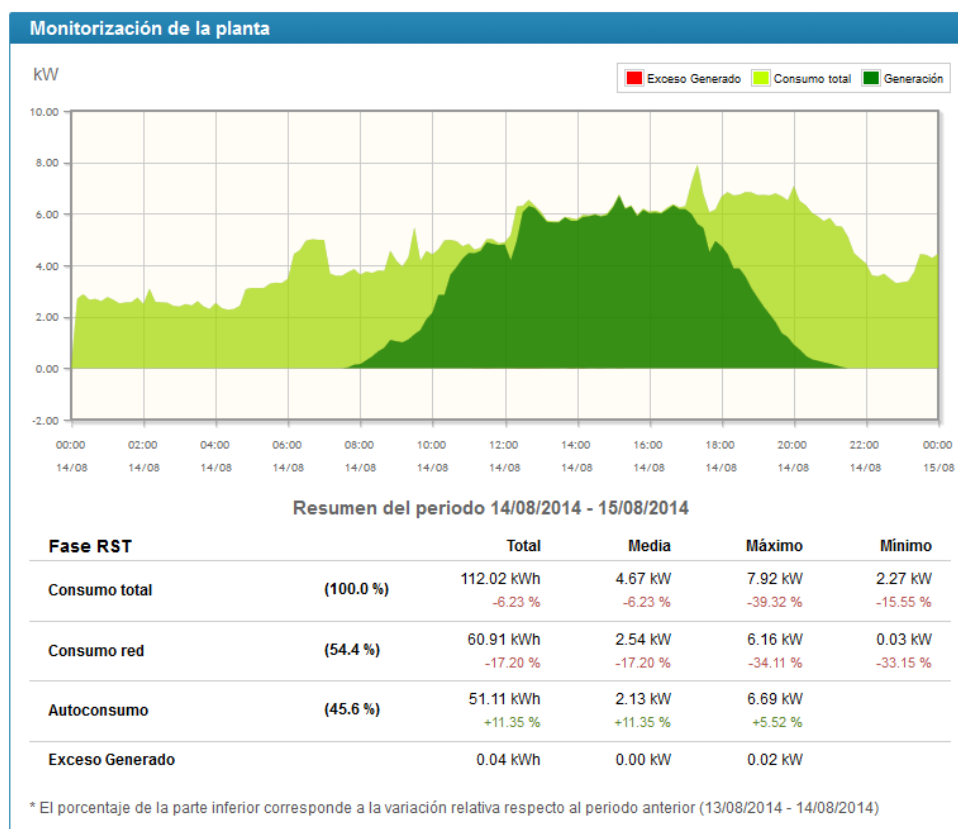 Monitorización de la planta
kW
Exceso Generado Consumo total Generación
10.00
8.00
6.00
4.00
2.00
0.00
-2.00
00:00 02:00 04:00 06:00 08:00 10:00 12:00 14:00 16:00 18:00 20:00 22:00 00:00
14/08 14/08 14/08 14/08 14/08 14/08 14/08 14/08 14/08 14/08 14/08 14/08 15/08
Resumen del periodo 14/08/2014 - 15/08/2014
Fase RST Total Media Máximo Mínimo
Consumo total (100.0 %) 112.02 kWh 4.67 kW 7.92 kW 2.27 kW
-6.23 % -6.23 % -39.32 % -15.55 %
Consumo red (54.4 %) 60.91 kWh 2.54 kW 6.16 kW 0.03 kW
-17.20 % -17.20 % -34.11 % -33.15 %
Autoconsumo (45.6 %) 51.11 kWh 2.13 kW 6.69 kW
+11.35 % +11.35 % +5.52 %
Exceso Generado 0.04 kWh 0.00 kW 0.02 kW
* El porcentaje de la parte inferior corresponde a la variación relativa respecto al periodo anterior (13/08/2014 - 14/08/2014)